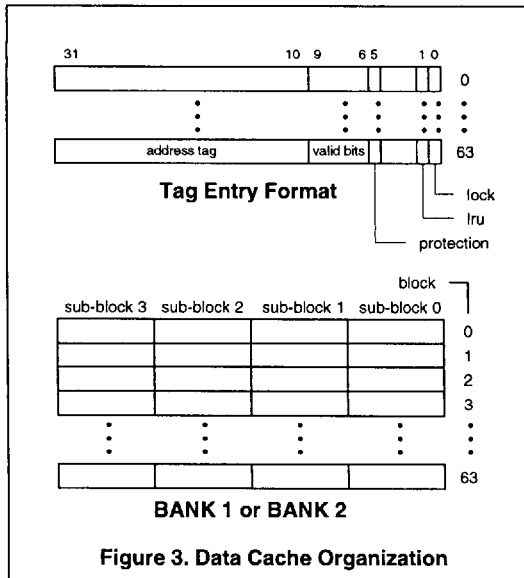 31 10 9 6 5 1 0
0
address tag valid bits 63
Tag Entry Format
lock
lru
protection
block
sub-block 3 sub-block 2 sub-block 1 sub-block 0
0
1
2
3
63
BANK 1 or BANK 2
Figure 3. Data Cache Organization